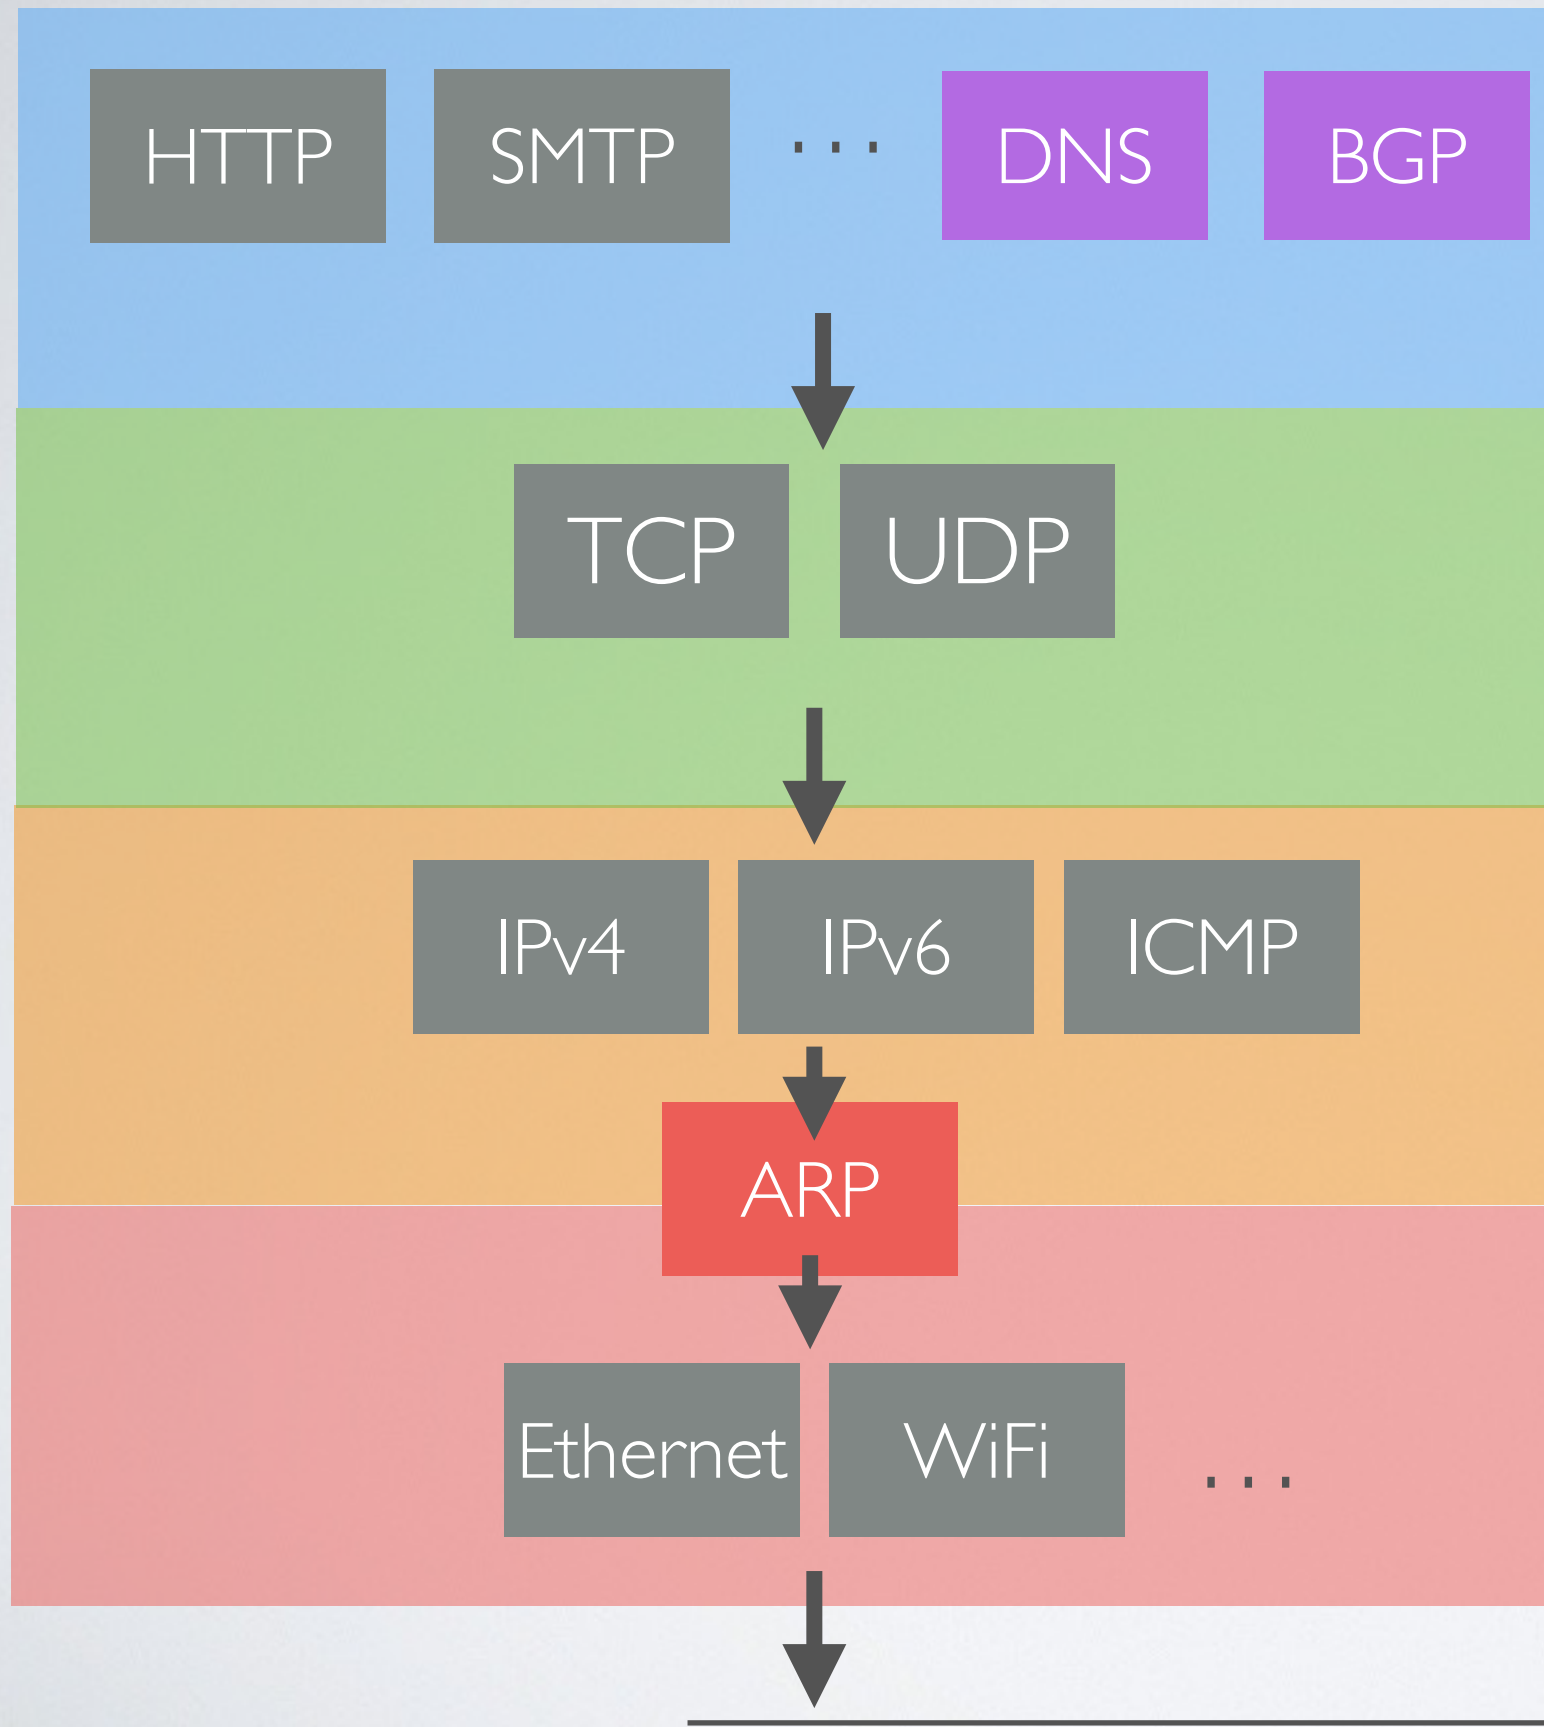 HTTP SMTP ... DNS BGP
TCP UDP
IPv4 IPv6 ICMP
ARP
Ethernet WiFi ...